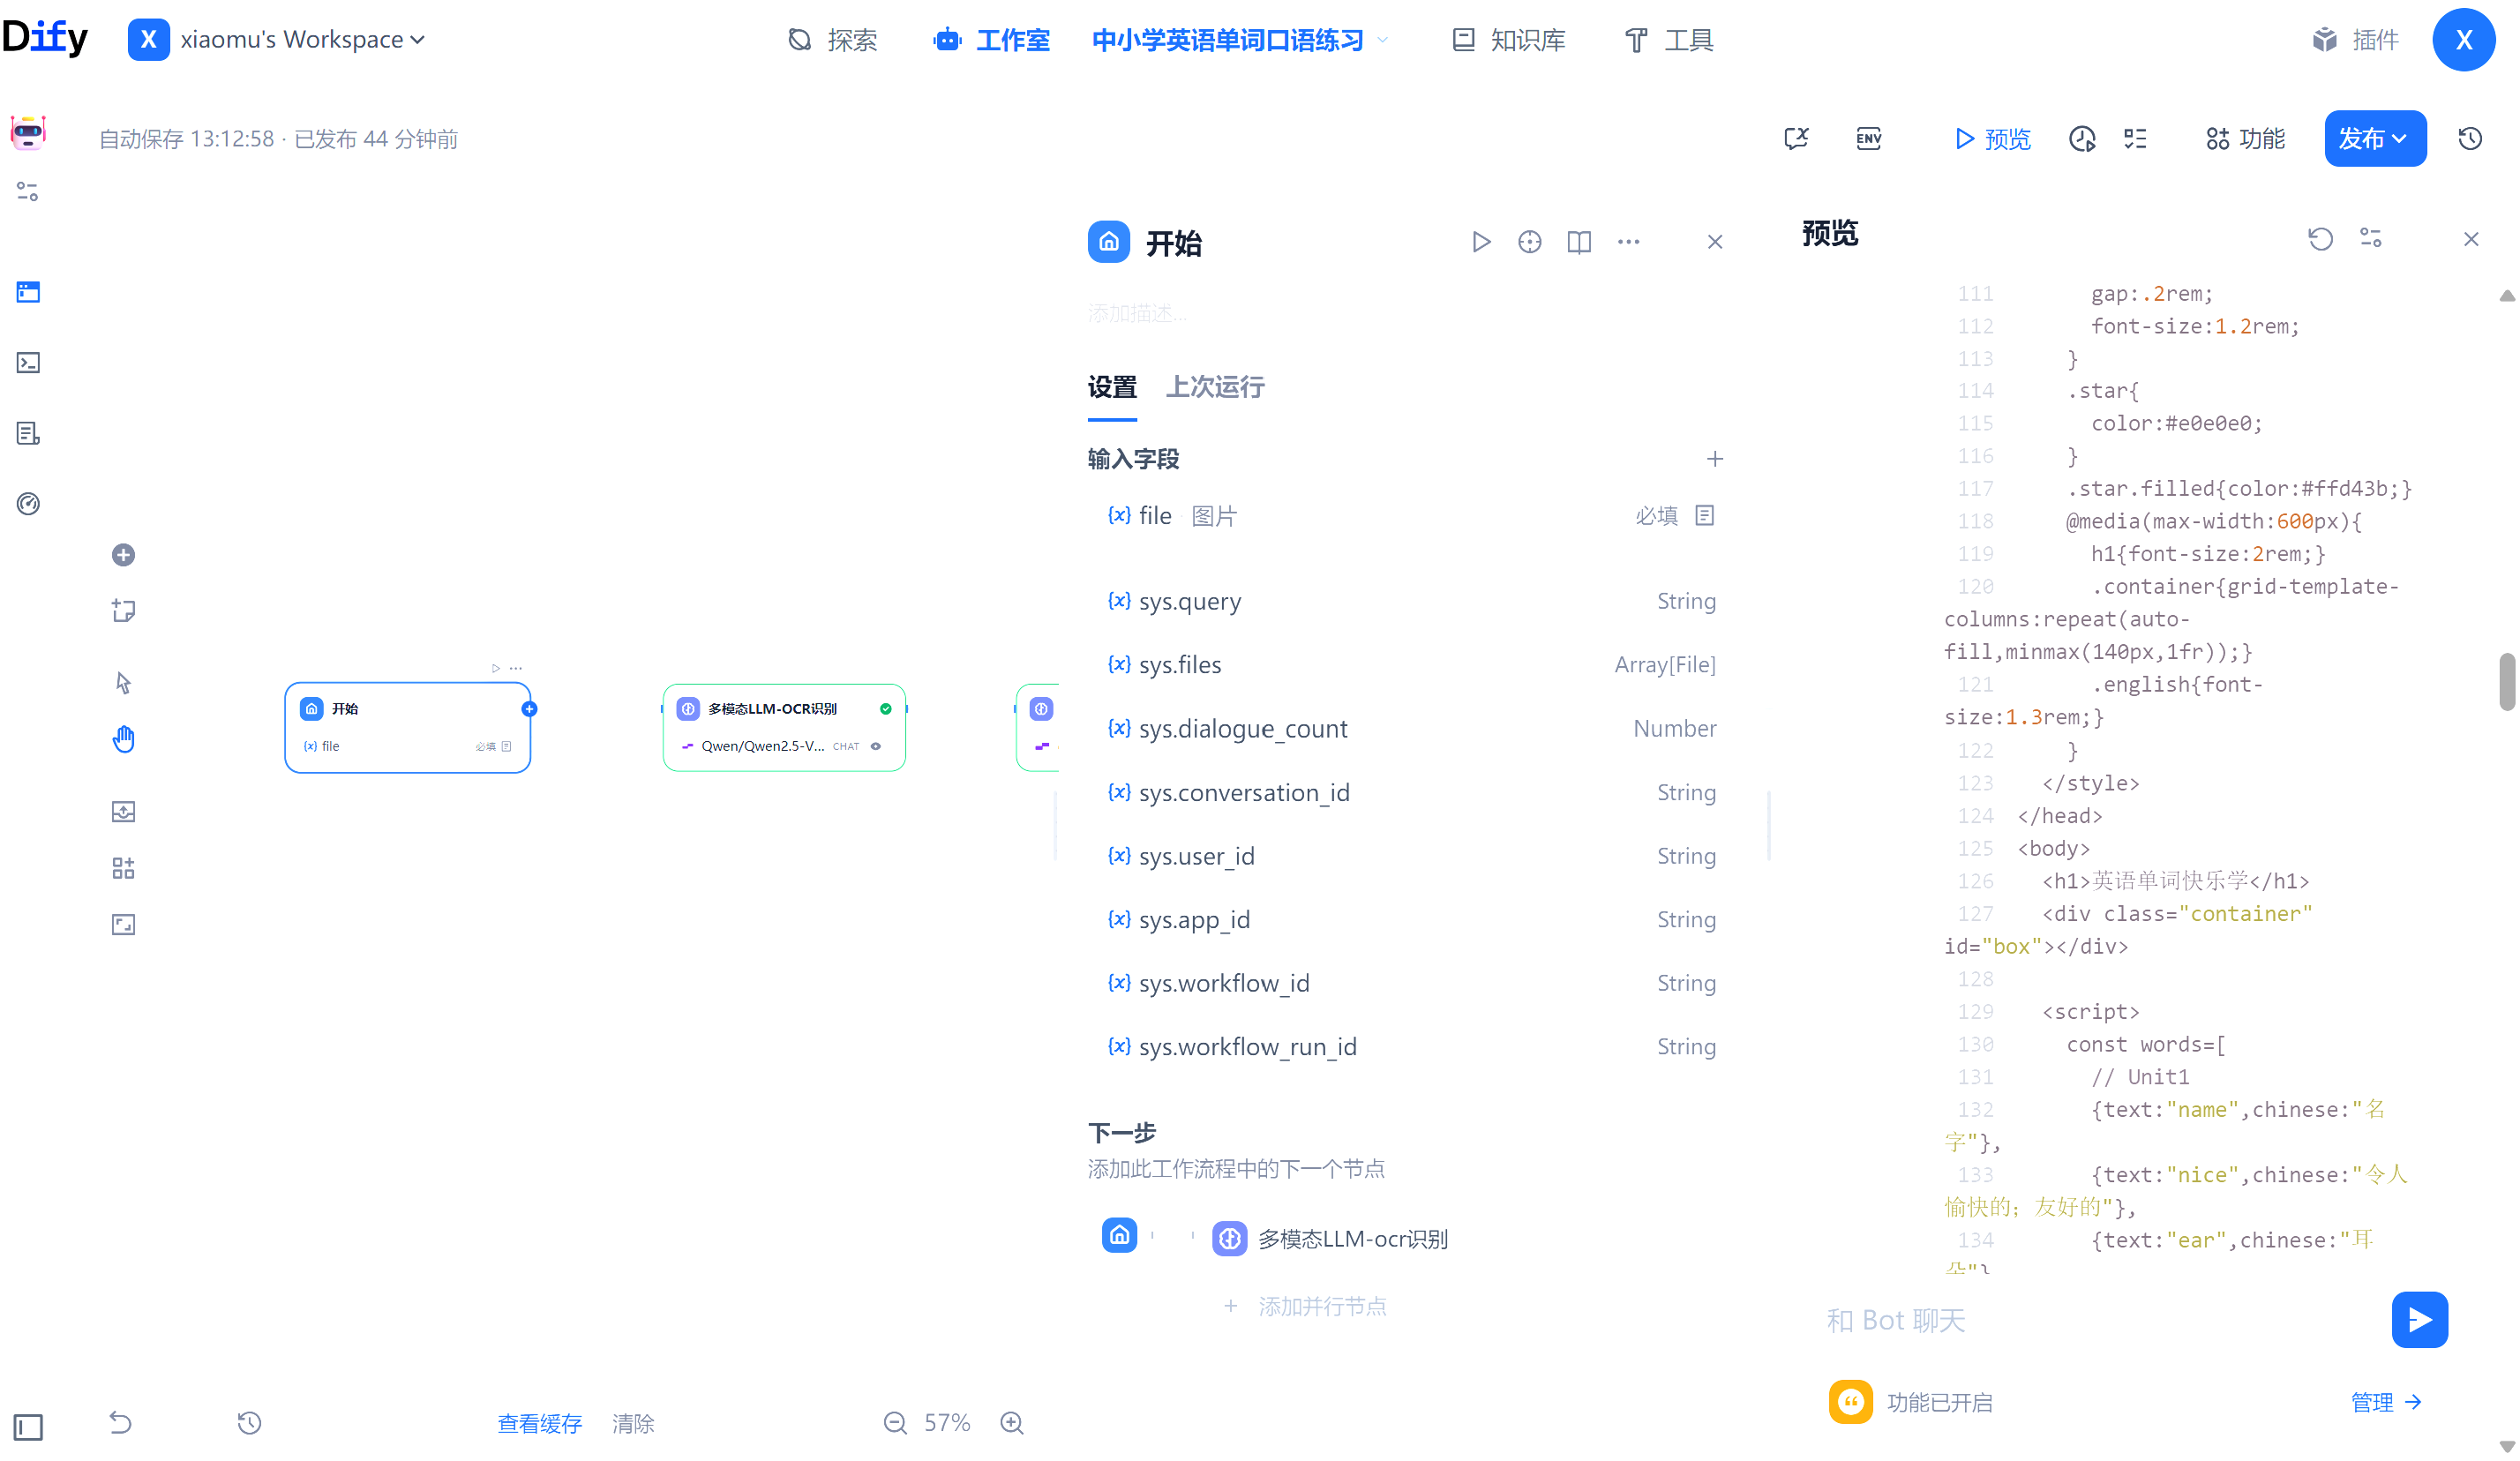 Dify
X xiaomu's Workspace
探索
工作室
中小学英语单词口语练习
知识库
工具
插件
X
自动保存 13:12:58 · 已发布 44 分钟前
ENV
预览
功能
发布
开始
file
必填
多模态LLM-OCR识别
Qwen/Qwen2.5-V... CHAT
查看缓存
清除
57%
开始
添加描述...
设置
上次运行
输入字段
{x} file · 图片 必填
{x} sys.query String
{x} sys.files Array[File]
{x} sys.dialogue_count Number
{x} sys.conversation_id String
{x} sys.user_id String
{x} sys.app_id String
{x} sys.workflow_id String
{x} sys.workflow_run_id String
下一步
添加此工作流程中的下一个节点
多模态LLM-ocr识别
添加并行节点
预览
111 gap:.2rem;
112 font-size:1.2rem;
113 }
114 .star{
115 color:#e0e0e0;
116 }
117 .star.filled{color:#ffd43b;}
118 @media(max-width:600px){
119 h1{font-size:2rem;}
120 .container{grid-template-
columns:repeat(auto-
fill,minmax(140px,1fr));}
121 .english{font-
size:1.3rem;}
122 }
123 </style>
124 </head>
125 <body>
126 <h1>英语单词快乐学</h1>
127 <div class="container"
id="box"></div>
128
129 <script>
130 const words=[
131 // Unit1
132 {text:"name",chinese:"名
字"},
133 {text:"nice",chinese:"令人
愉快的；友好的"},
134 {text:"ear",chinese:"耳
朵"}
和 Bot 聊天
功能已开启
管理